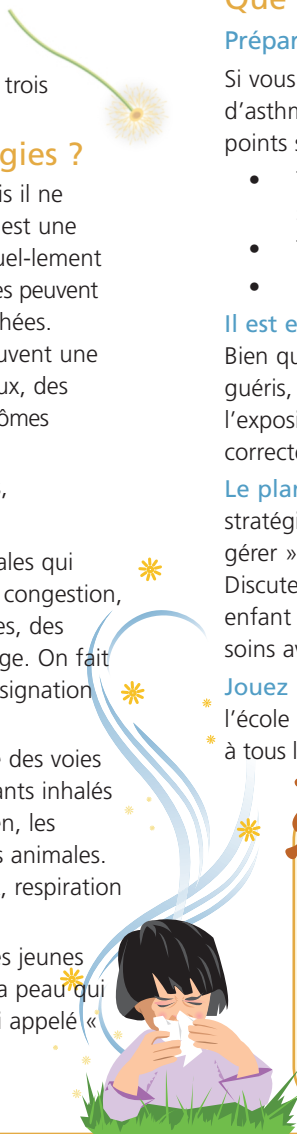 trois
gies ?
is il ne
est une
uel-lement
es peuvent
hées.
uvent une
ux, des
ômes
,
ales qui
congestion,
es, des
ge. On fait
signation
e des voies
ants inhalés
en, les
s animales.
, respiration
es jeunes
a peau qui
i appelé «
Que
Prépar
Si vous
d’asthm
points s
•
•
•
Il est e
Bien qu
guéris,
l’exposi
correcte
Le plan
stratégi
gérer »
Discute
enfant
soins av
Jouez
l’école
à tous l